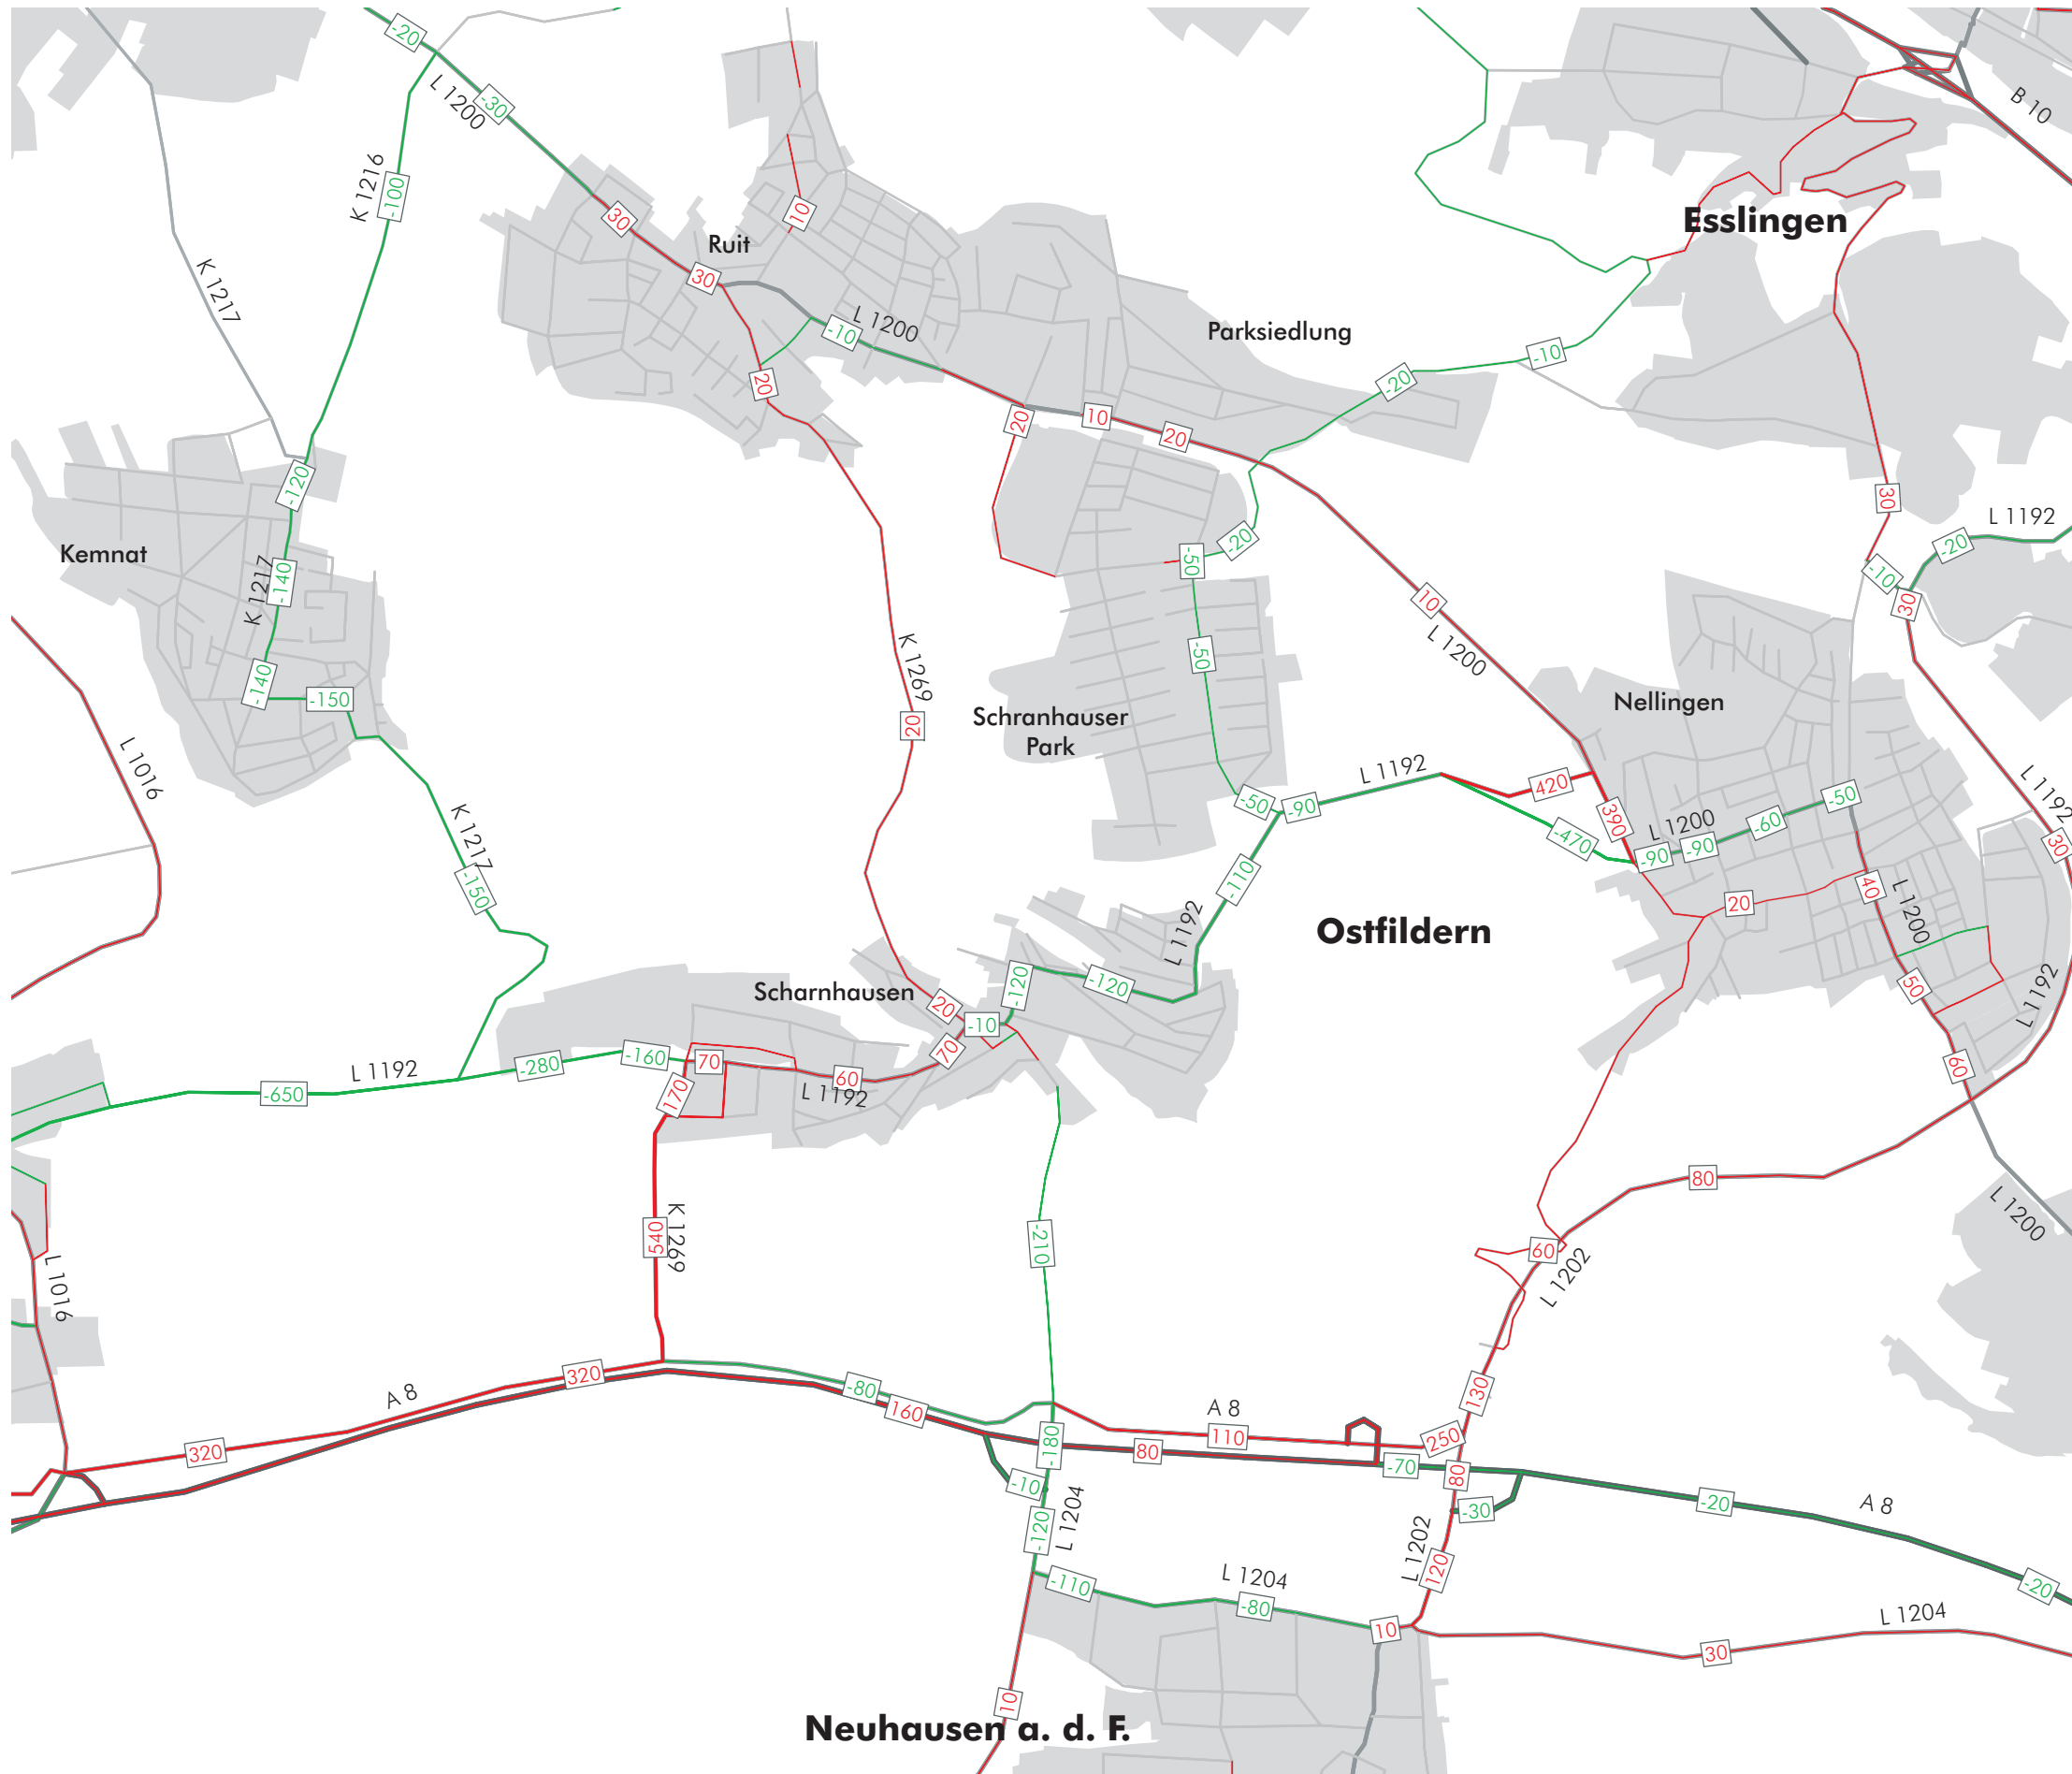 -20
L 1200
-30
B 10
K 1216
-100
10
30
Esslingen
Ruit
K 1217
30
L 1200
-10
Parksiedlung
-10
-20
20
20
10
20
-120
30
L 1192
-20
-20
-50
Kemnat
K 1217
-140
-10
30
10
L 1200
K 1269
-50
-140
-150
Nellingen
Schranhauser
Park
20
L 1016
L 1192
420
-50
-90
-50
L 1192
-60
L 1200
390
-470
-90
-90
30
K 1217
-150
-110
40
20
L 1200
L 1192
Ostfildern
-120
-120
50
Scharnhausen
20
-10
L 1192
70
-160
70
-280
L 1192
60
L 1192
60
-650
170
80
L 1200
540
K 1269
-210
60
L 1202
L 1016
320
A 8
-80
130
160
A 8
110
250
320
-180
80
-70
80
-10
-30
-20
A 8
-120
L 1204
L 1202
120
-110
L 1204
-80
-20
10
L 1204
30
10
Neuhausen a. d. F.